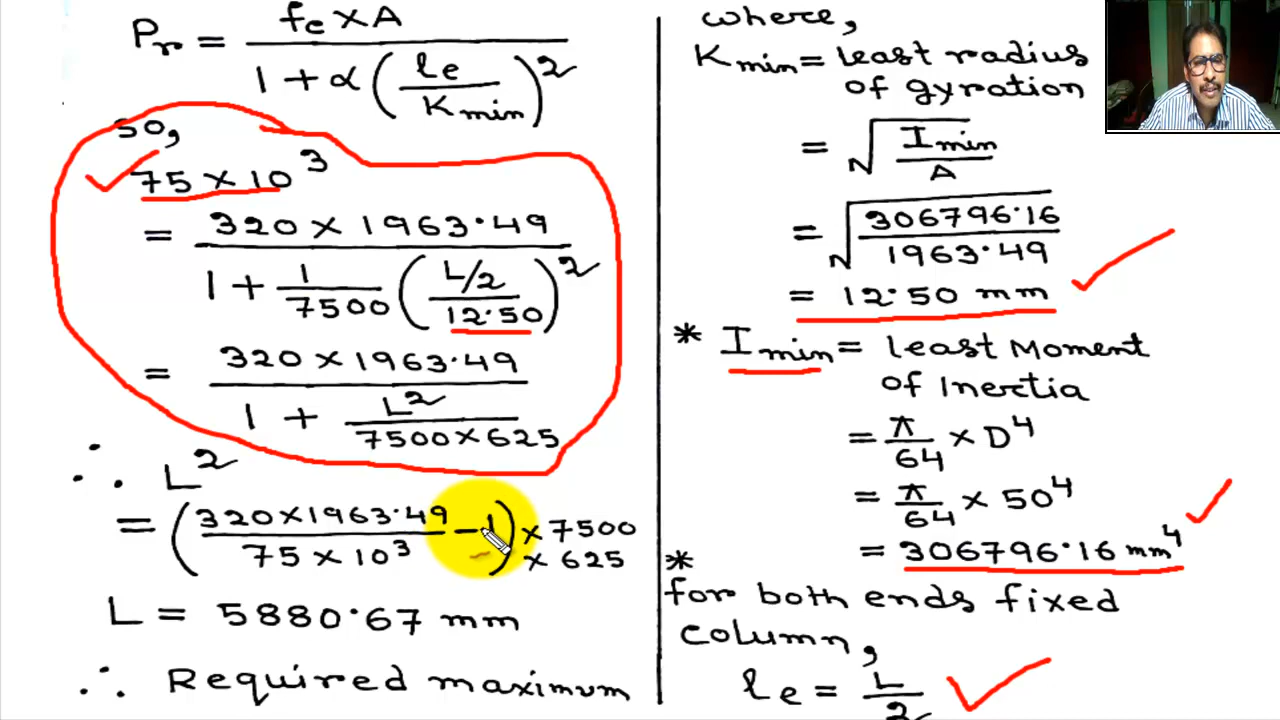 Pr = fc × A / 1 + α (le / Kmin)²
so,
75 × 10³
= 320 × 1963.49 / 1 + 1/7500 (L/2 / 12.50)²
= 320 × 1963.49 / 1 + L² / 7500 × 625
∴ L²
= (320 × 1963.49 / 75 × 10³ − 1) × 7500 × 625
L = 5880.67 mm
∴ Required maximum
where,
Kmin = least radius
of gyration
= √(Imin / A)
= √(306796.16 / 1963.49)
= 12.50 mm
* Imin = least Moment
of Inertia
= π/64 × D⁴
= π/64 × 50⁴
= 306796.16 mm⁴
*
for both ends fixed
column,
le = L/2